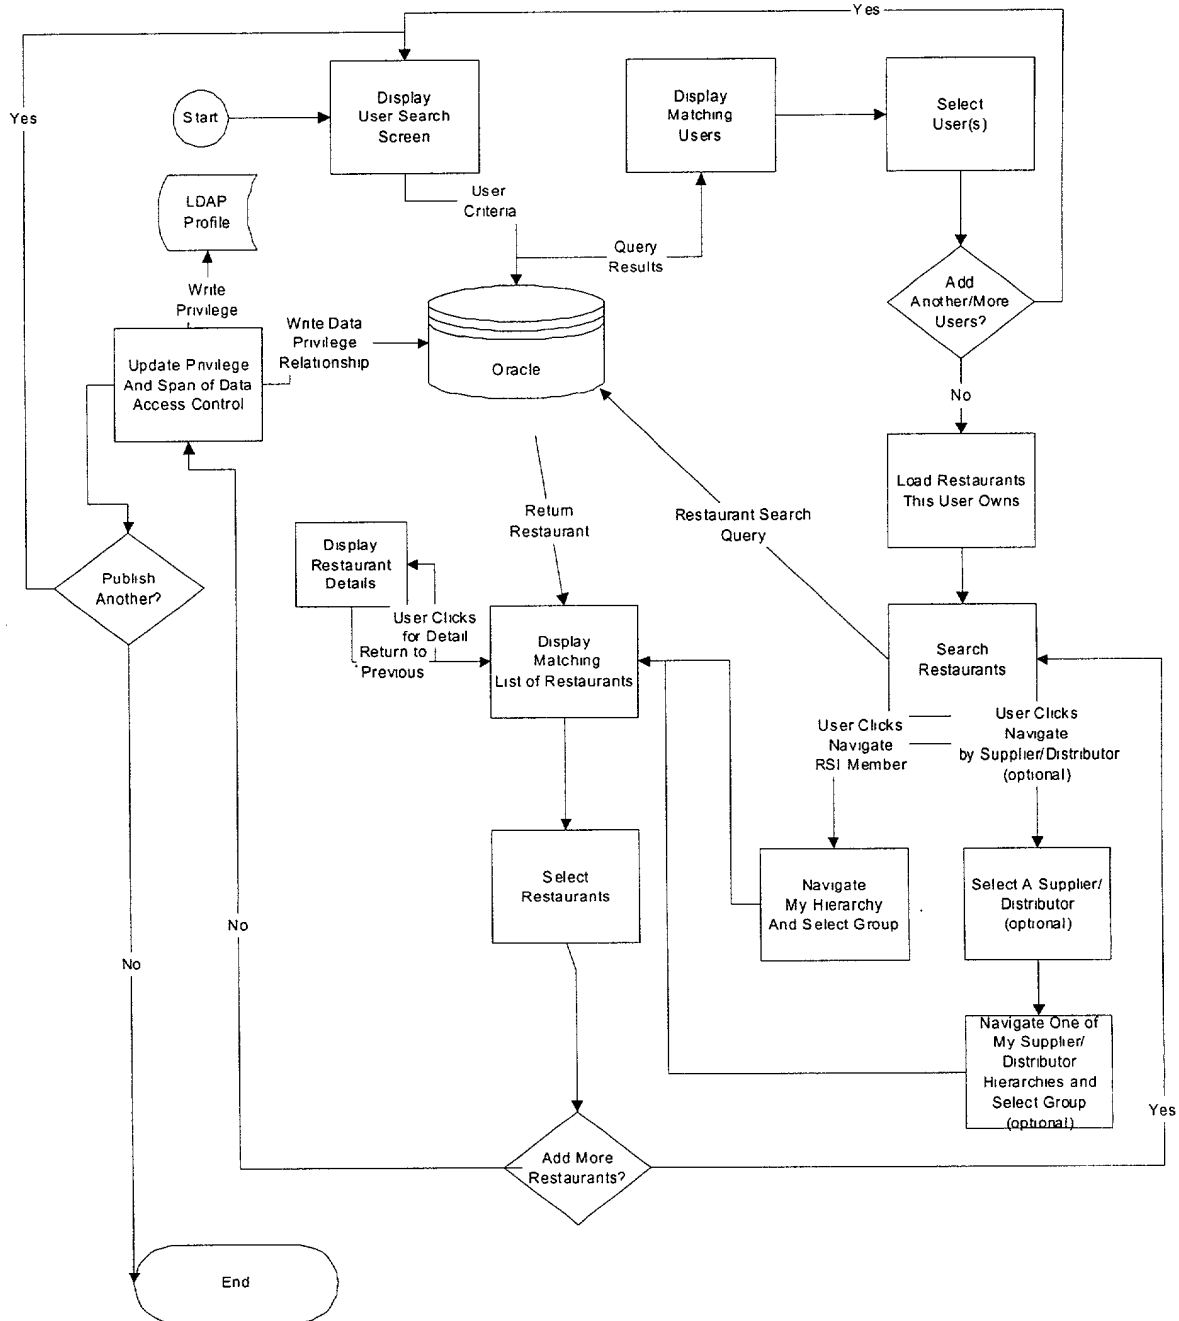 Yes
Yes
Start
Display
User Search
Screen
Display
Matching
Users
Select
User(s)
LDAP
Profile
User
Criteria
Query
Results
Write
Privilege
Write Data
Privilege
Relationship
Add
Another/More
Users?
Update Privilege
And Span of Data
Access Control
Oracle
No
Load Restaurants
This User Owns
Return
Restaurant
Restaurant Search
Query
Display
Restaurant
Details
Publish
Another?
User Clicks
for Detail
Return to
Previous
Display
Matching
List of Restaurants
Search
Restaurants
User Clicks
Navigate
RSI Member
User Clicks
Navigate
by Supplier/Distributor
(optional)
Select
Restaurants
Navigate
My Hierarchy
And Select Group
Select A Supplier/
Distributor
(optional)
No
No
Navigate One of
My Supplier/
Distributor
Hierarchies and
Select Group
(optional)
Yes
Add More
Restaurants?
End